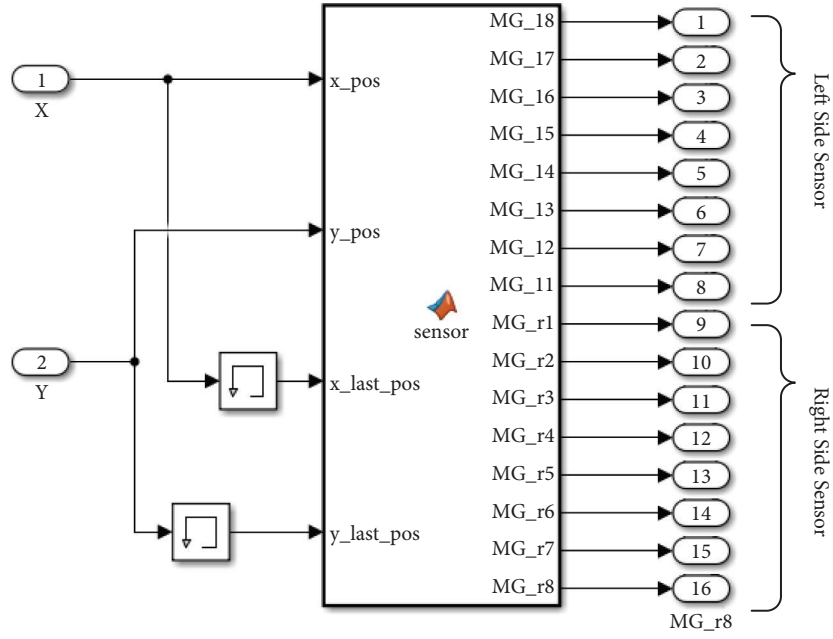 1
X
2
Y
x_pos
y_pos
x_last_pos
y_last_pos
sensor
MG_18
MG_17
MG_16
MG_15
MG_14
MG_13
MG_12
MG_11
MG_r1
MG_r2
MG_r3
MG_r4
MG_r5
MG_r6
MG_r7
MG_r8
1
2
3
4
5
6
7
8
9
10
11
12
13
14
15
16
MG_r8
Left Side Sensor
Right Side Sensor